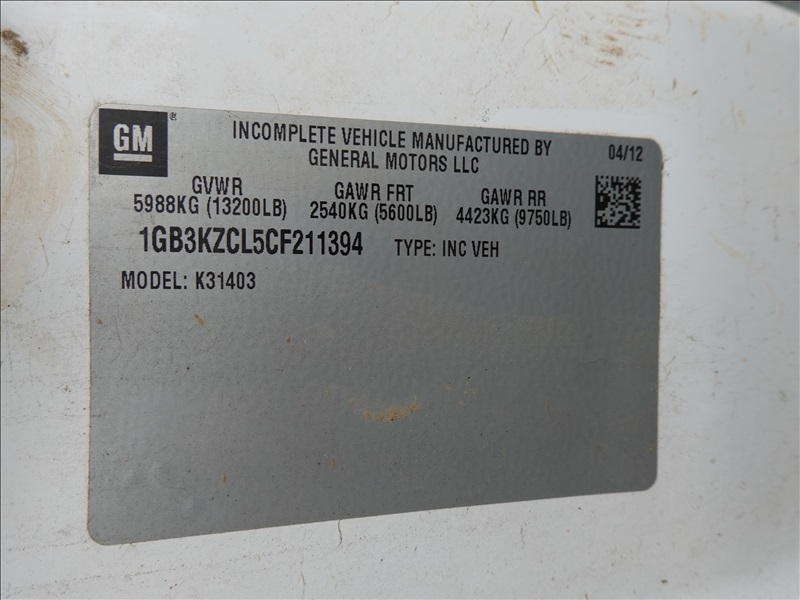 GM ®
INCOMPLETE VEHICLE MANUFACTURED BY
GENERAL MOTORS LLC
04/12
GVWR GAWR FRT GAWR RR
5988KG (13200LB) 2540KG (5600LB) 4423KG (9750LB)
1GB3KZCL5CF211394 TYPE: INC VEH
MODEL: K31403